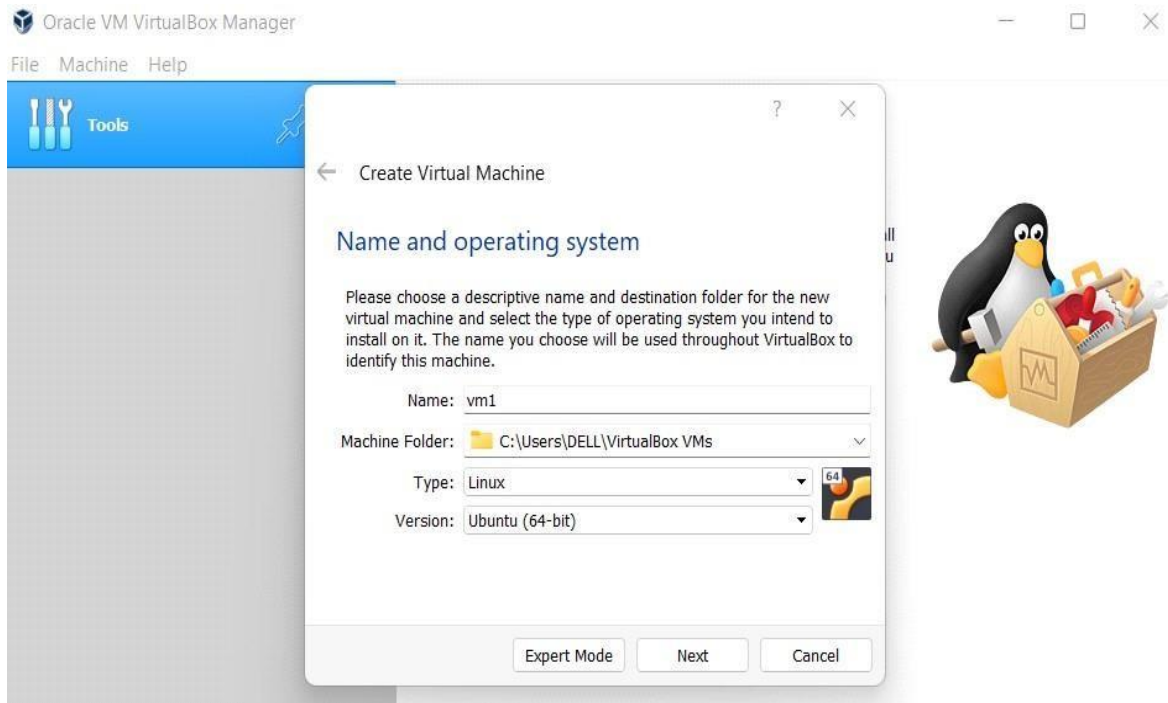 Oracle VM VirtualBox Manager
File Machine Help
Tools
?
Create Virtual Machine
Name and operating system
ll
u
Please choose a descriptive name and destination folder for the new
virtual machine and select the type of operating system you intend to
install on it. The name you choose will be used throughout VirtualBox to
identify this machine.
Name: vm1
Machine Folder: C:\Users\DELL\VirtualBox VMs
Type: Linux
64
Version: Ubuntu (64-bit)
Expert Mode Next Cancel